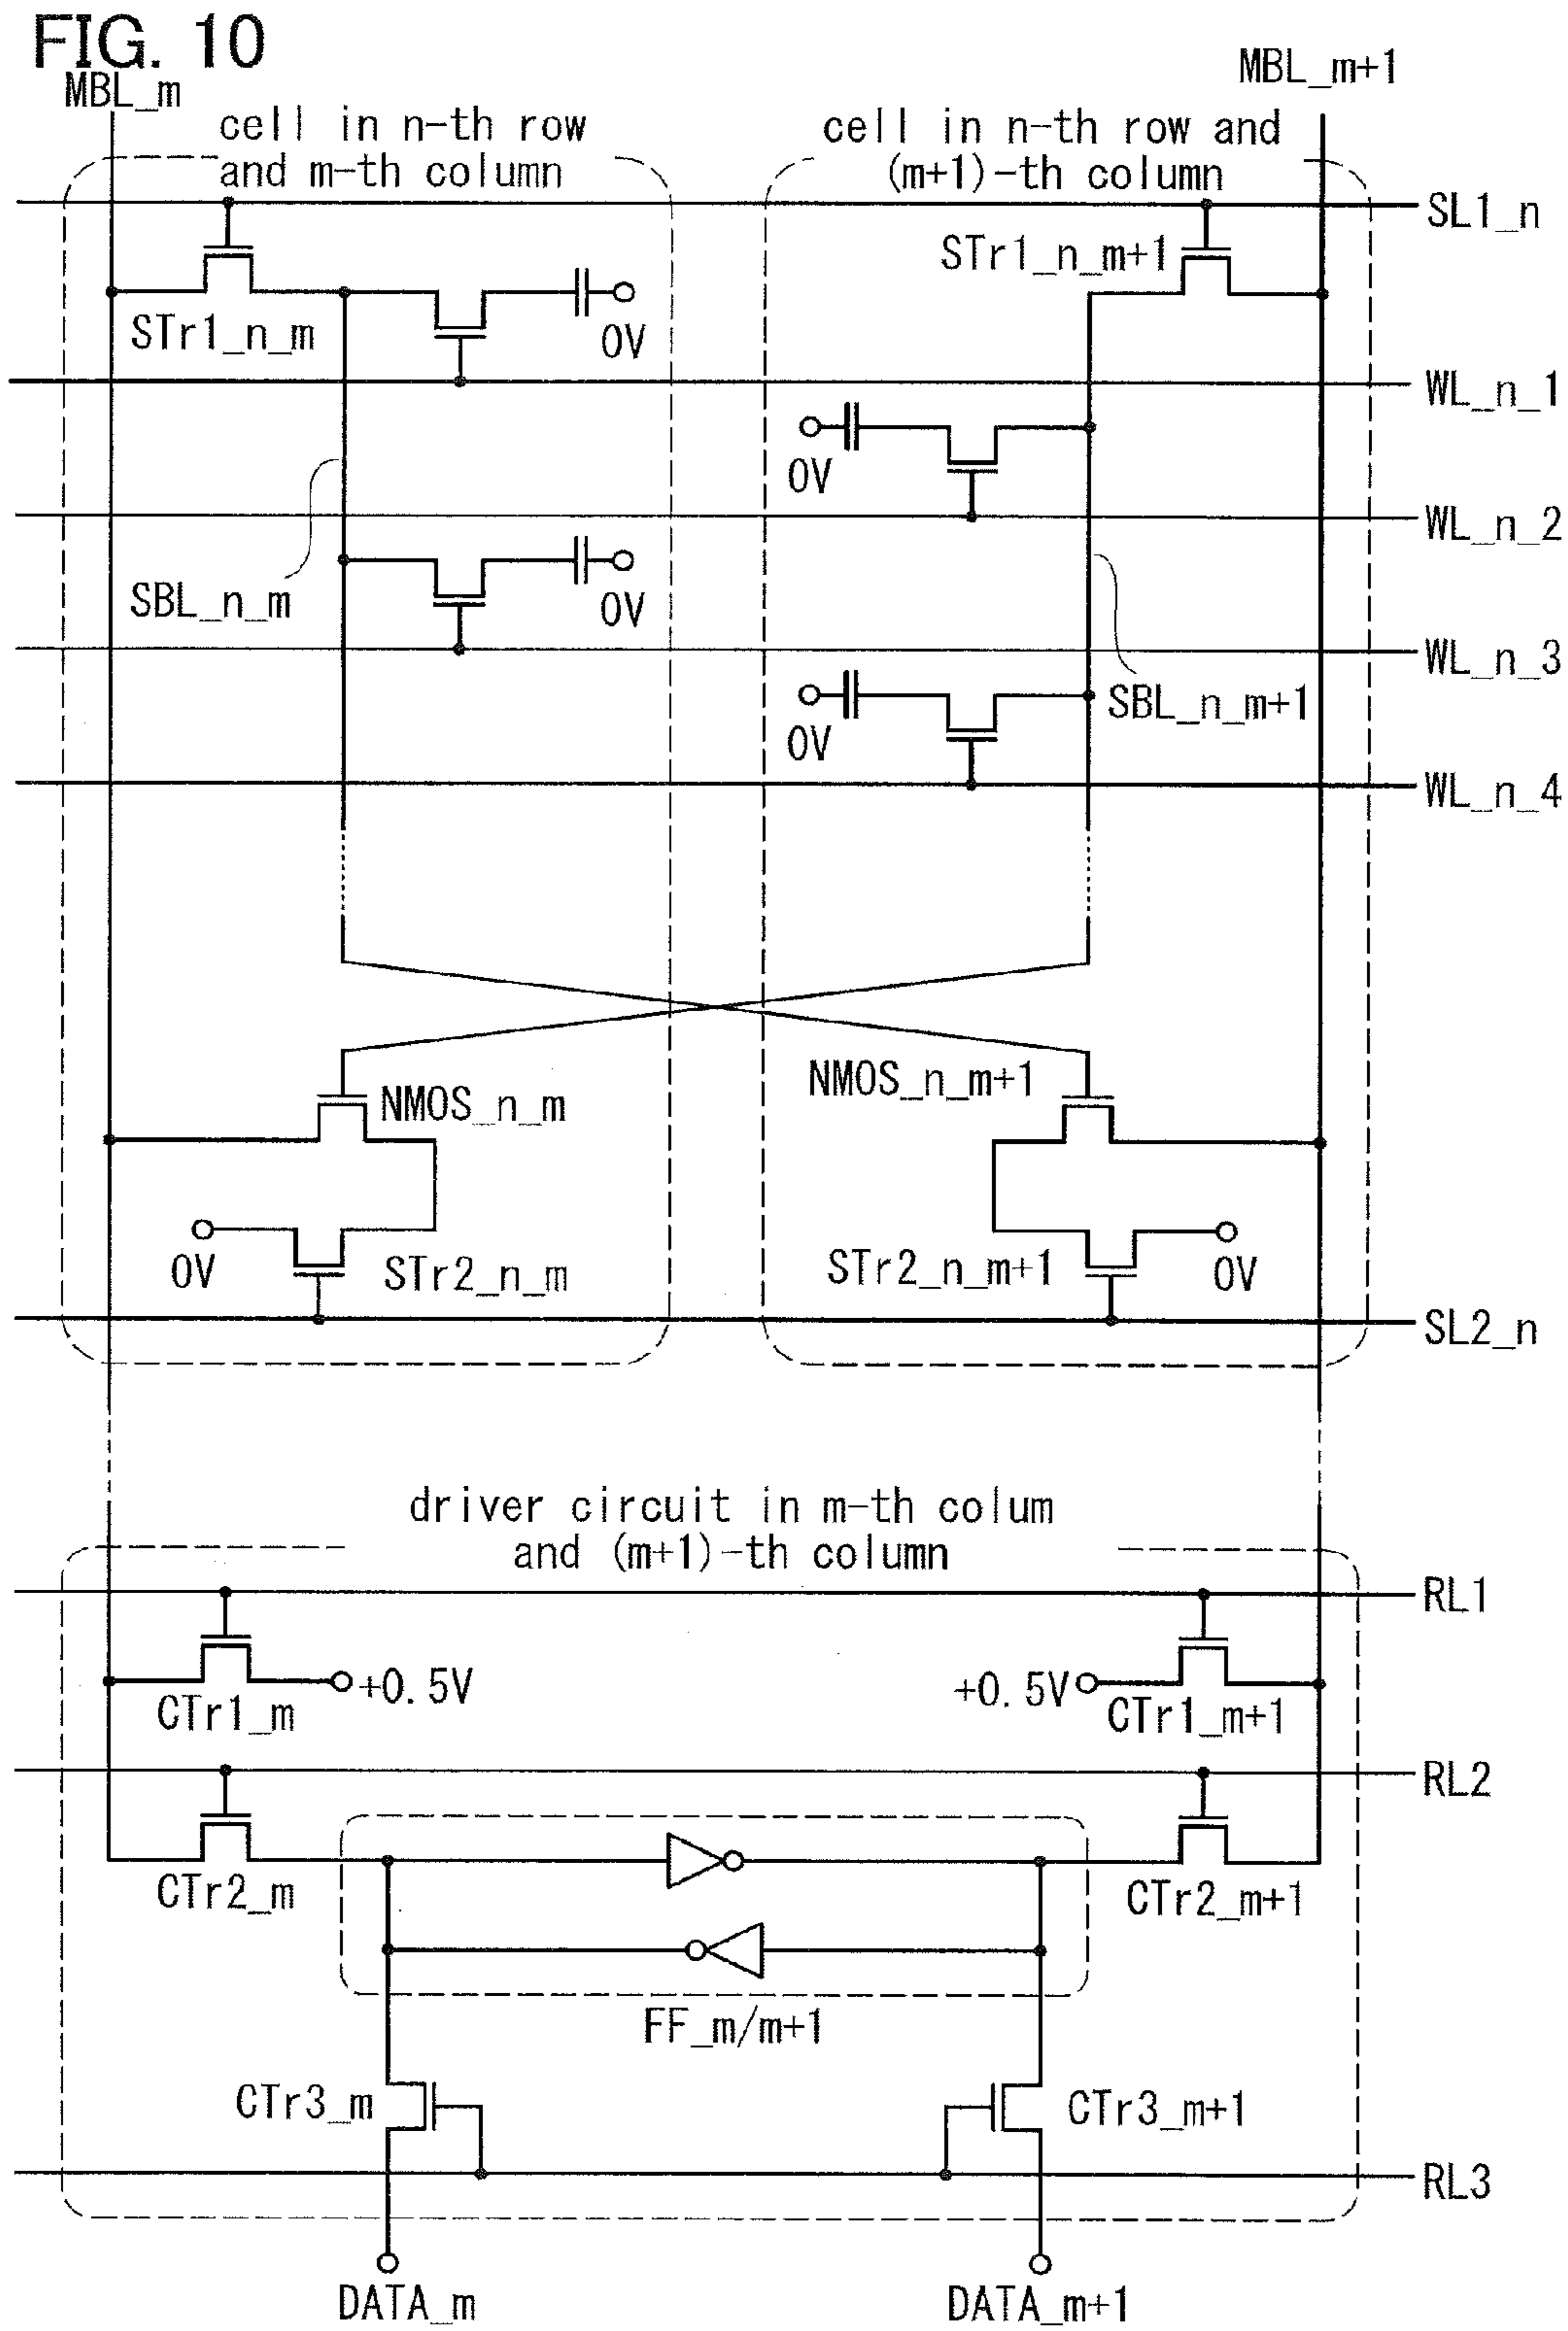 FIG. 10
MBL_m
MBL_m+1
cell in n-th row
and m-th column
cell in n-th row and
(m+1)-th column
SL1_n
STr1_n_m+1
STr1_n_m
0V
WL_n_1
0V
WL_n_2
SBL_n_m
0V
WL_n_3
SBL_n_m+1
0V
WL_n_4
NMOS_n_m
NMOS_n_m+1
0V
STr2_n_m
STr2_n_m+1
0V
SL2_n
driver circuit in m-th colum
and (m+1)-th column
RL1
+0.5V
+0.5V
CTr1_m
CTr1_m+1
RL2
CTr2_m
CTr2_m+1
FF_m/m+1
CTr3_m
CTr3_m+1
RL3
DATA_m
DATA_m+1